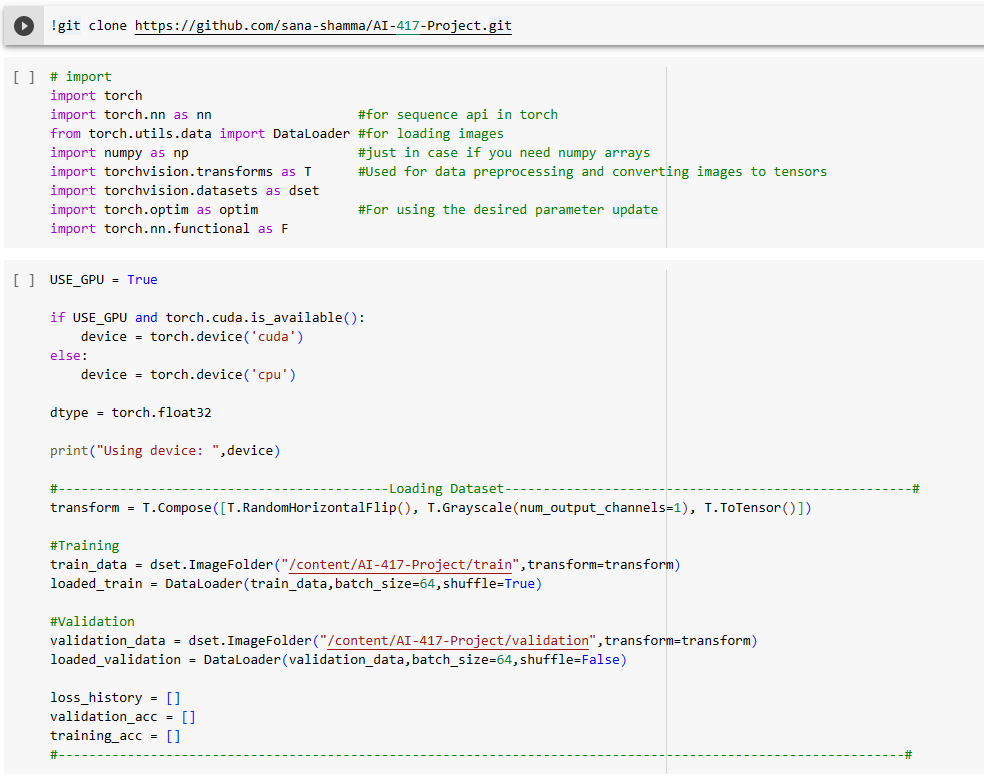 !git clone https://github.com/sana-shamma/AI-417-Project.git
[ ] # import
import torch
import torch.nn as nn #for sequence api in torch
from torch.utils.data import DataLoader #for loading images
import numpy as np #just in case if you need numpy arrays
import torchvision.transforms as T #Used for data preprocessing and converting images to tensors
import torchvision.datasets as dset
import torch.optim as optim #For using the desired parameter update
import torch.nn.functional as F
[ ] USE_GPU = True
if USE_GPU and torch.cuda.is_available():
    device = torch.device('cuda')
else:
    device = torch.device('cpu')
dtype = torch.float32
print("Using device: ",device)
#-------------------------------------------Loading Dataset-----------------------------------------------------#
transform = T.Compose([T.RandomHorizontalFlip(), T.Grayscale(num_output_channels=1), T.ToTensor()])
#Training
train_data = dset.ImageFolder("/content/AI-417-Project/train",transform=transform)
loaded_train = DataLoader(train_data,batch_size=64,shuffle=True)
#Validation
validation_data = dset.ImageFolder("/content/AI-417-Project/validation",transform=transform)
loaded_validation = DataLoader(validation_data,batch_size=64,shuffle=False)
loss_history = []
validation_acc = []
training_acc = []
#--------------------------------------------------------------------------------------------------------------#